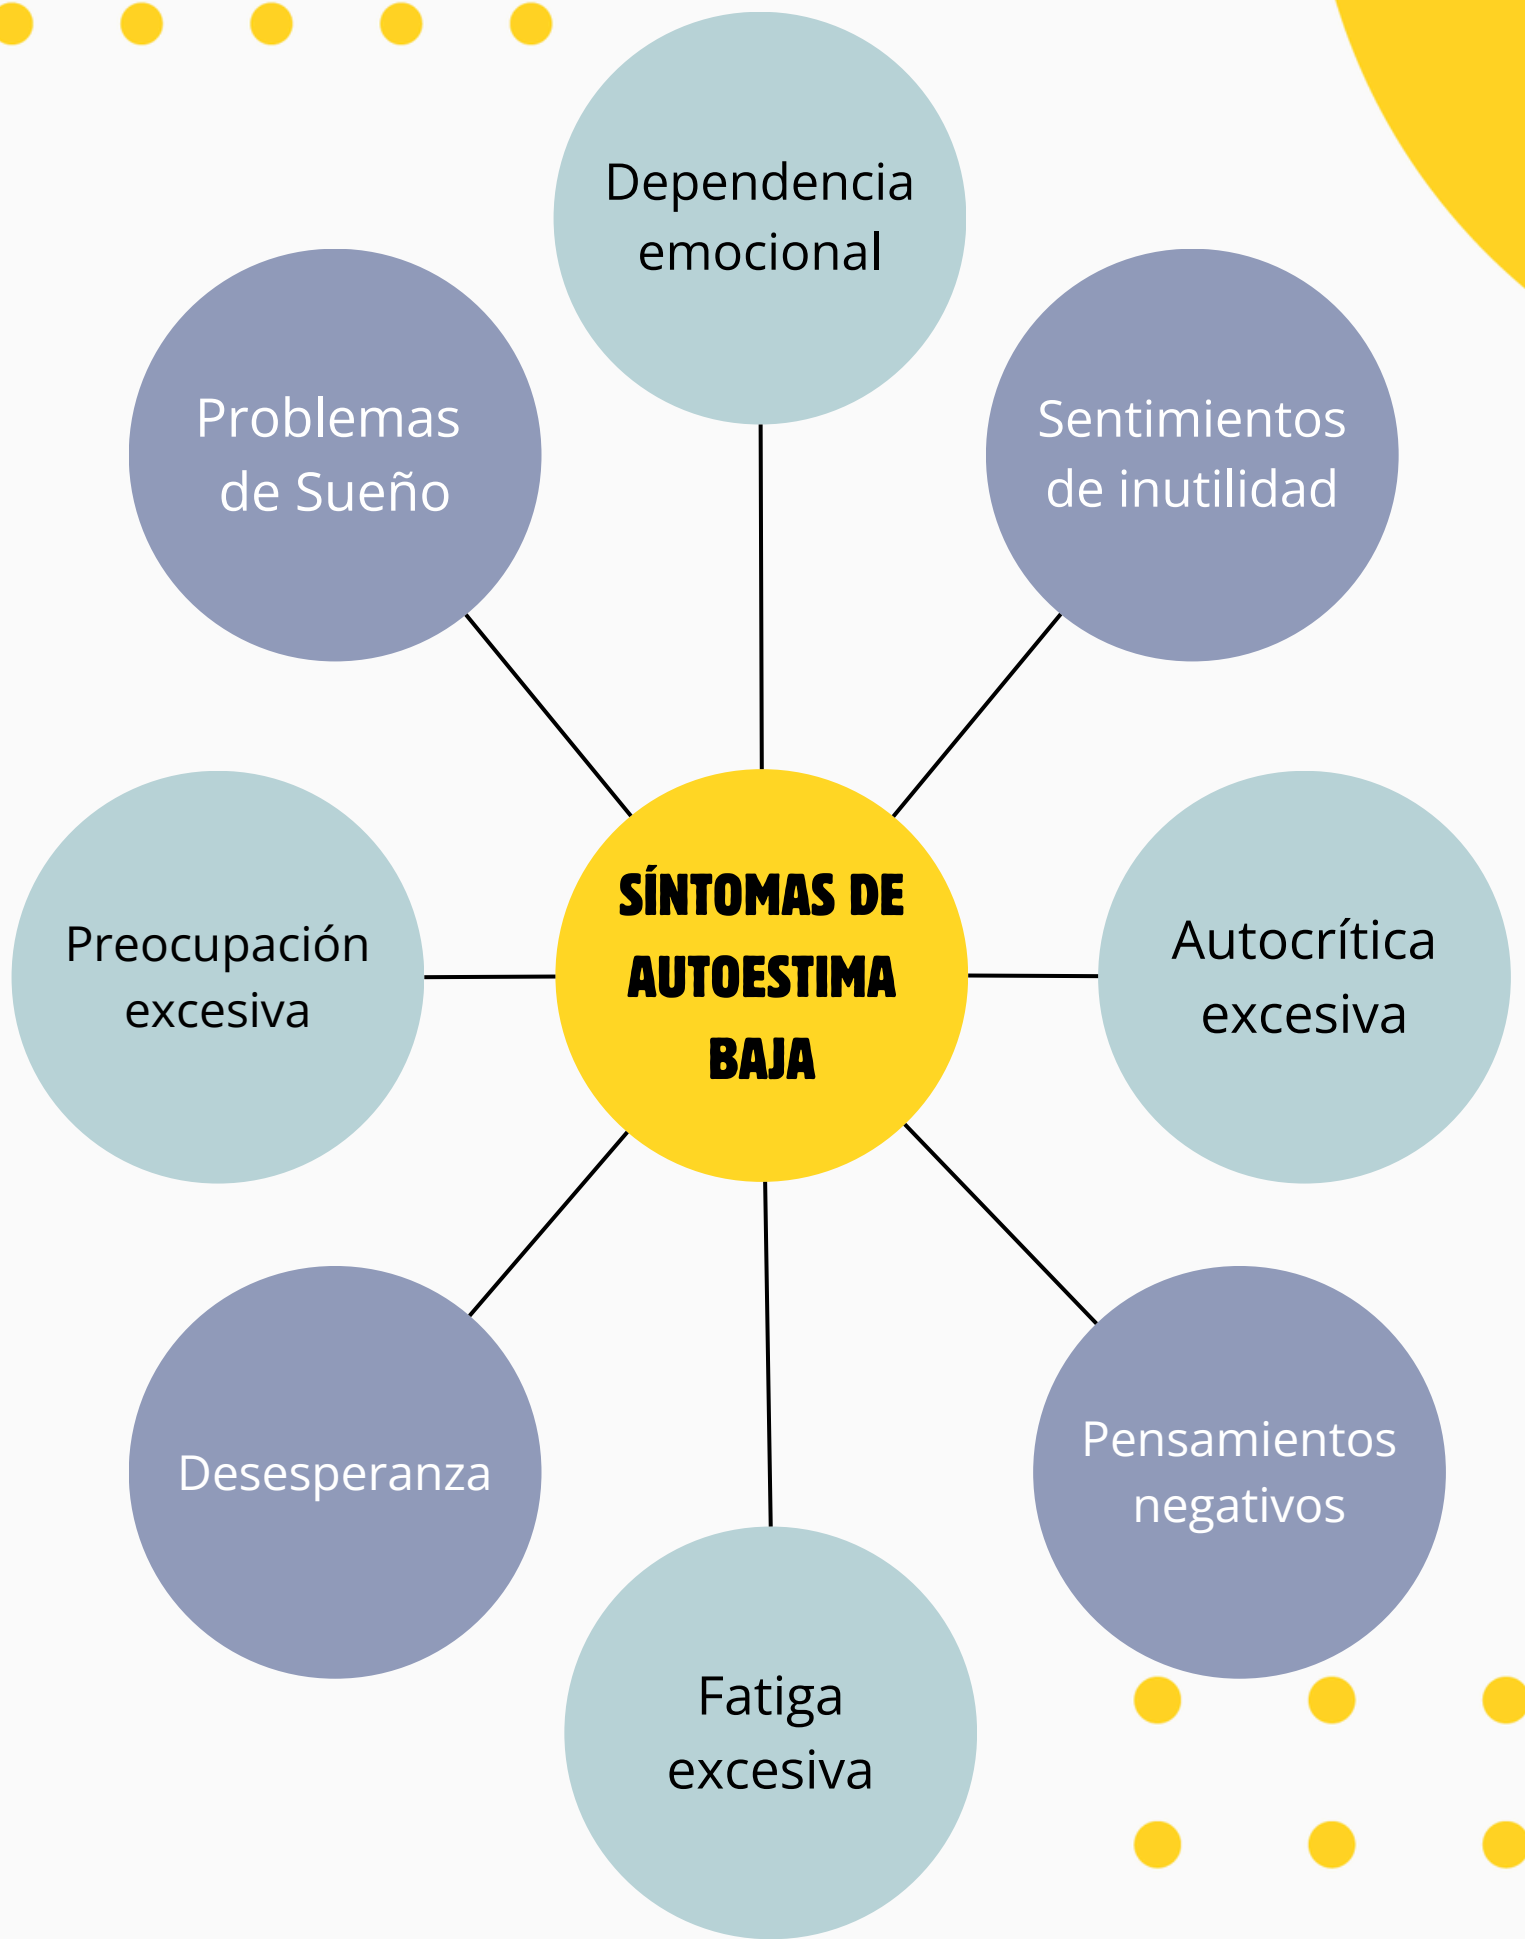 Dependencia
emocional
Problemas
de Sueño
Sentimientos
de inutilidad
SÍNTOMAS DE
AUTOESTIMA
BAJA
Preocupación
excesiva
Autocrítica
excesiva
Desesperanza
Pensamientos
negativos
Fatiga
excesiva